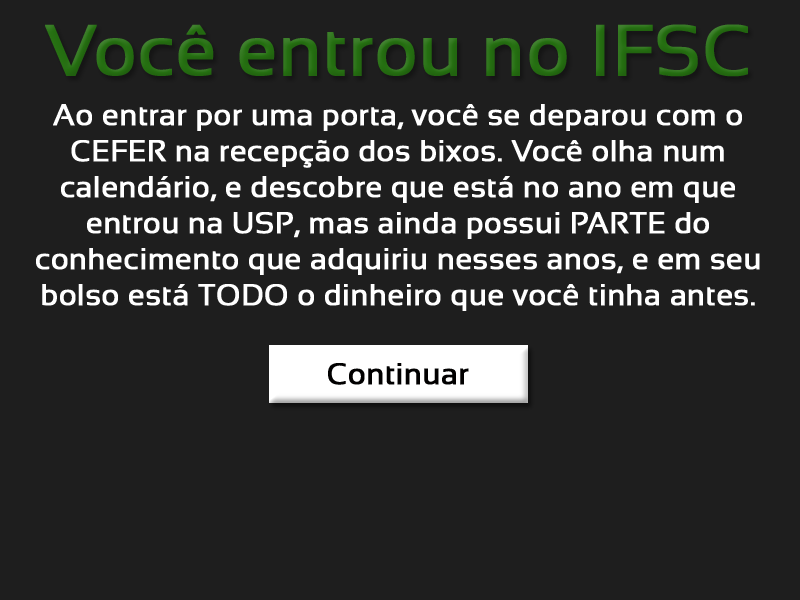 Você entrou no IFSC
Ao entrar por uma porta, você se deparou com o
CEFER na recepção dos bixos. Você olha num
calendário, e descobre que está no ano em que
entrou na USP, mas ainda possui PARTE do
conhecimento que adquiriu nesses anos, e em seu
bolso está TODO o dinheiro que você tinha antes.
Continuar